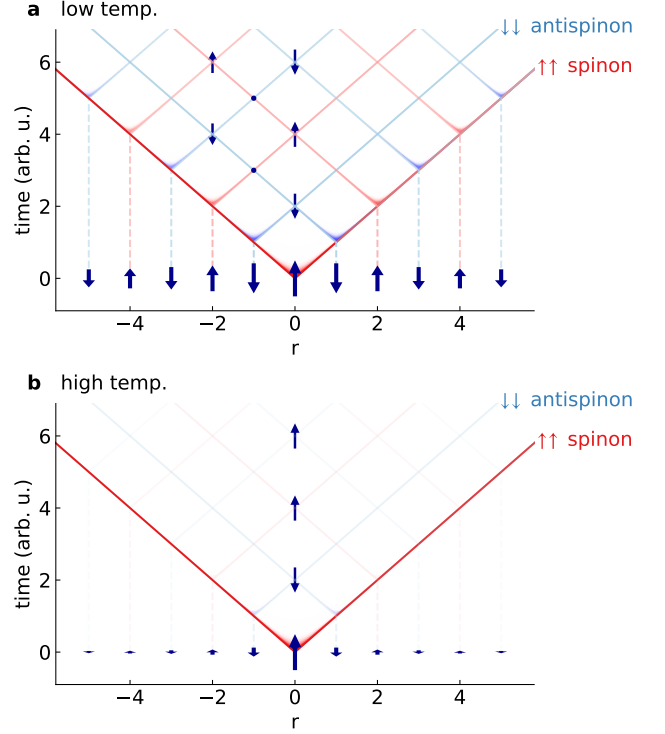 a low temp.
↓↓ antispinon
↑↑ spinon
6
4
2
0
time (arb. u.)
−4 −2 0 2 4
r
b high temp.
↓↓ antispinon
↑↑ spinon
6
4
2
0
time (arb. u.)
−4 −2 0 2 4
r